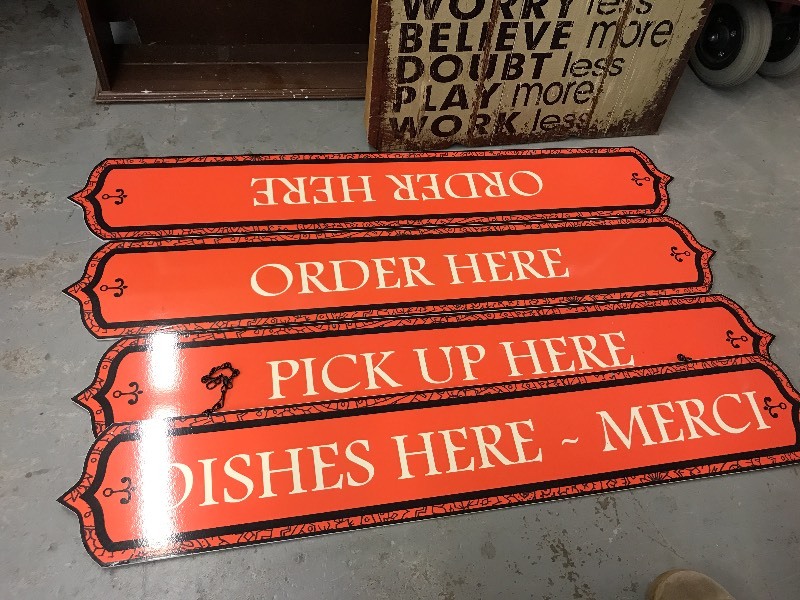 WORRY less
BELIEVE more
DOUBT less
PLAY more
WORK less
ORDER HERE
ORDER HERE
PICK UP HERE
DISHES HERE ~ MERCI